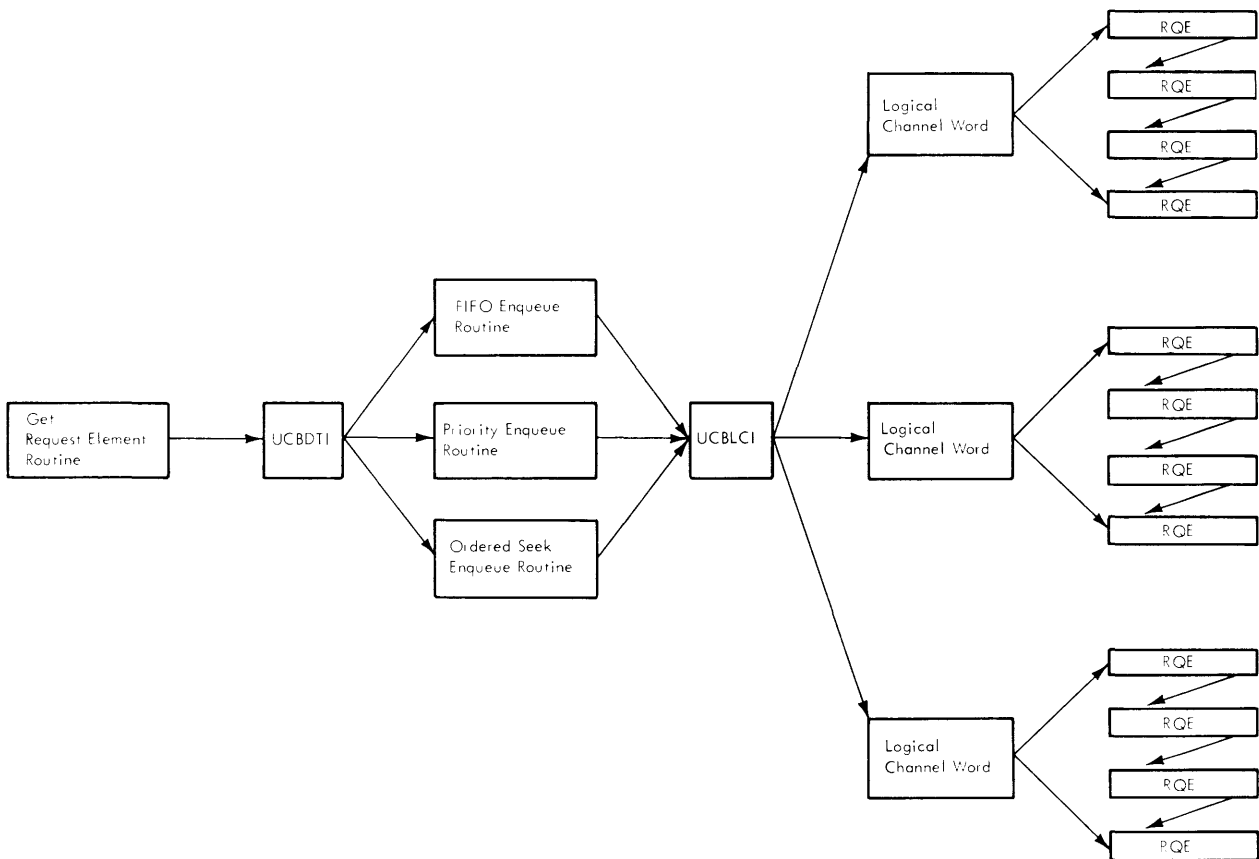 RQE
RQE
RQE
RQE
Logical
Channel Word
FIFO Enqueue
Routine
Get
Request Element
Routine
UCBDTI
Priority Enqueue
Routine
Ordered Seek
Enqueue Routine
UCBLCI
Logical
Channel Word
RQE
RQE
RQE
RQE
Logical
Channel Word
RQE
RQE
RQE
RQE